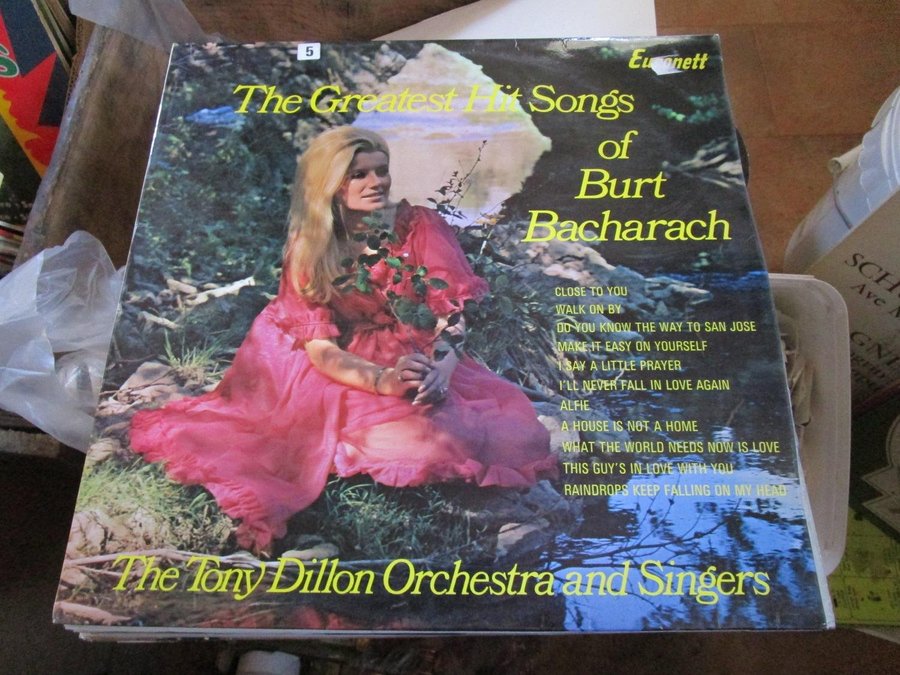 5
The Greatest Hit Songs
of
Burt
Bacharach
CLOSE TO YOU
WALK ON BY
DO YOU KNOW THE WAY TO SAN JOSE
MAKE IT EASY ON YOURSELF
I SAY A LITTLE PRAYER
I'LL NEVER FALL IN LOVE AGAIN
ALFIE
A HOUSE IS NOT A HOME
WHAT THE WORLD NEEDS NOW IS LOVE
THIS GUY'S IN LOVE WITH YOU
RAINDROPS KEEP FALLING ON MY HEAD
The Tony Dillon Orchestra and Singers
Ave